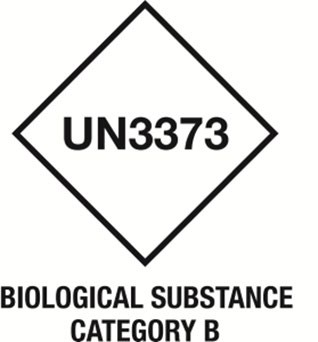 UN3373
BIOLOGICAL SUBSTANCE
CATEGORY B